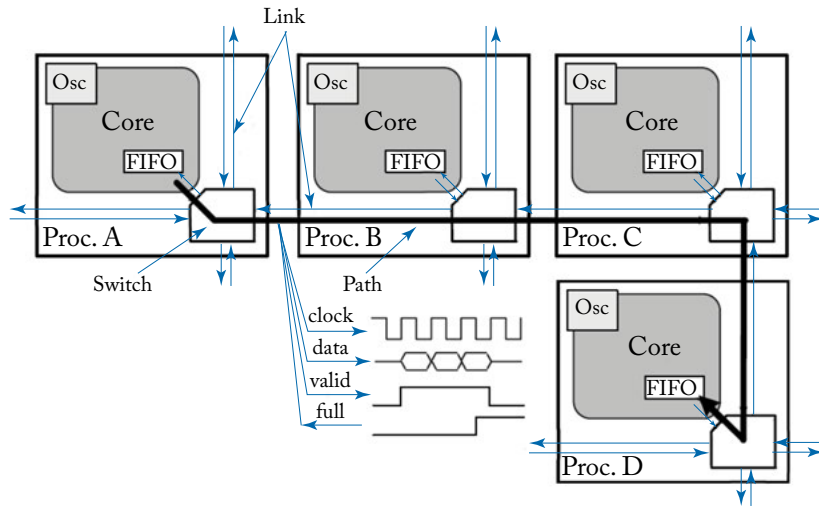 Link
Osc
Core
FIFO
Proc. A
Osc
Core
FIFO
Proc. B
Osc
Core
FIFO
Proc. C
Switch
Path
clock
data
valid
full
Osc
Core
FIFO
Proc. D